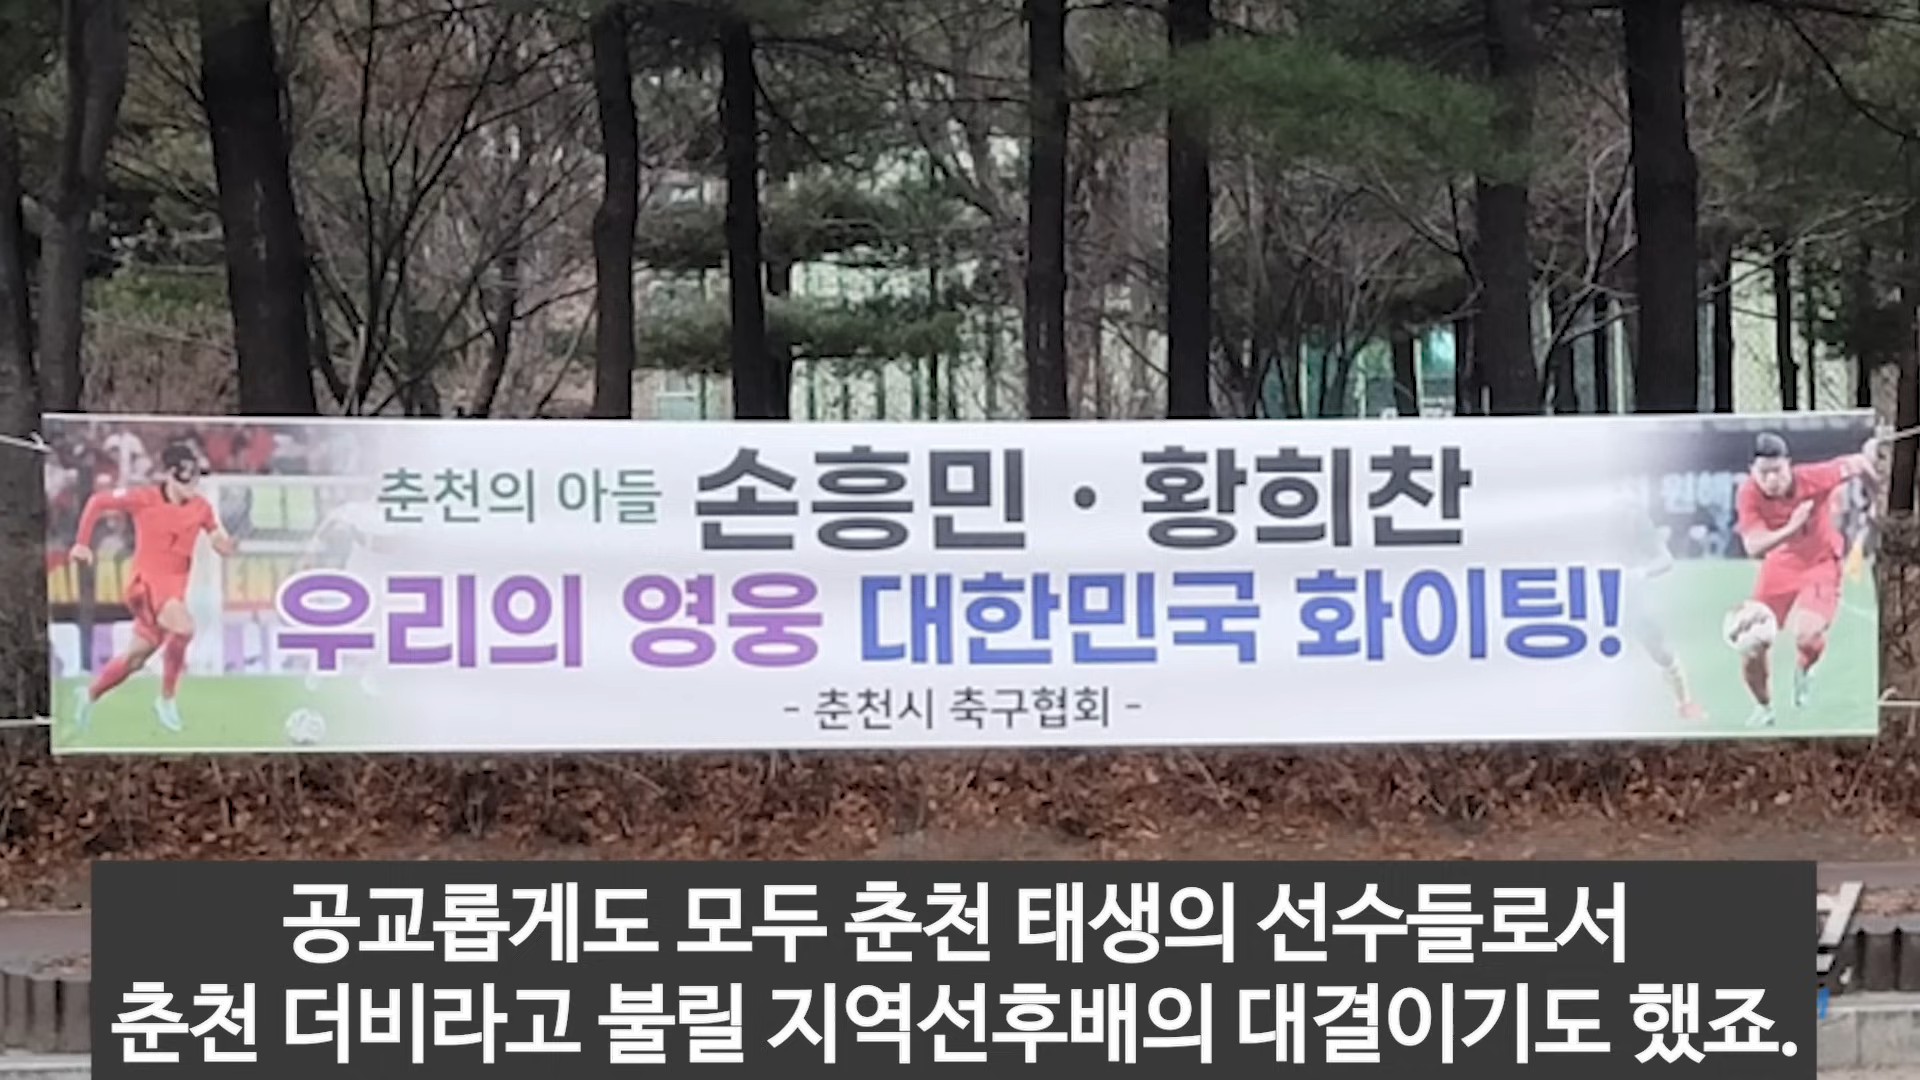 춘천의 아들 손흥민 · 황희찬
우리의 영웅 대한민국 화이팅!
- 춘천시 축구협회 -
공교롭게도 모두 춘천 태생의 선수들로서
춘천 더비라고 불릴 지역선후배의 대결이기도 했죠.